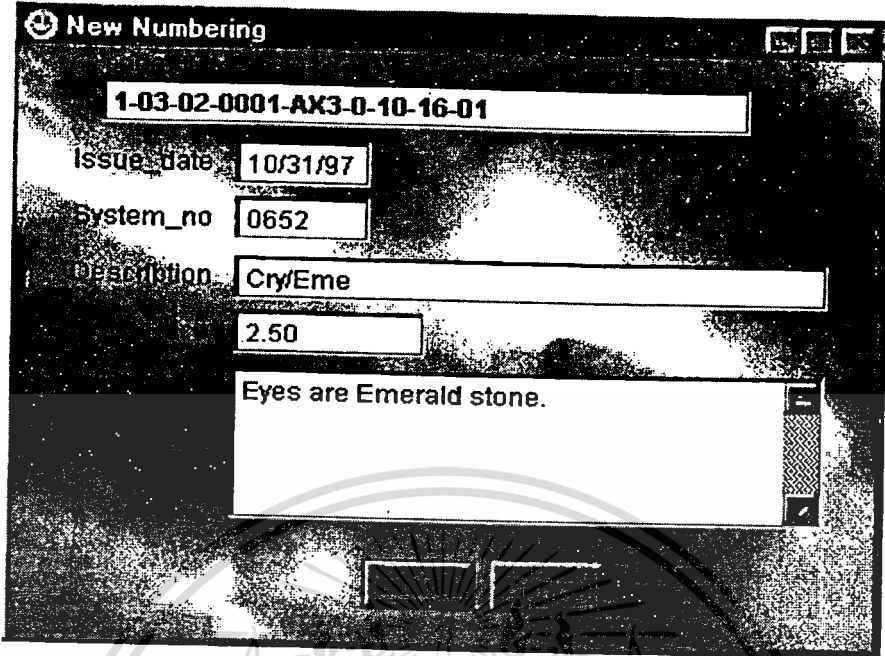 New Numbering
1-03-02-0001-AX3-0-10-16-01
Issue_date 10/31/97
System_no 0652
Description Cry/Eme
2.50
Eyes are Emerald stone.